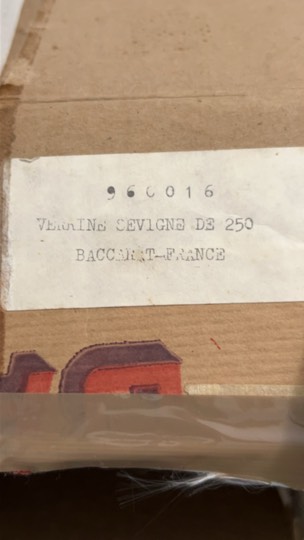 960016
VERRINE SEVIGNE DE 250
BACCARAT-FRANCE